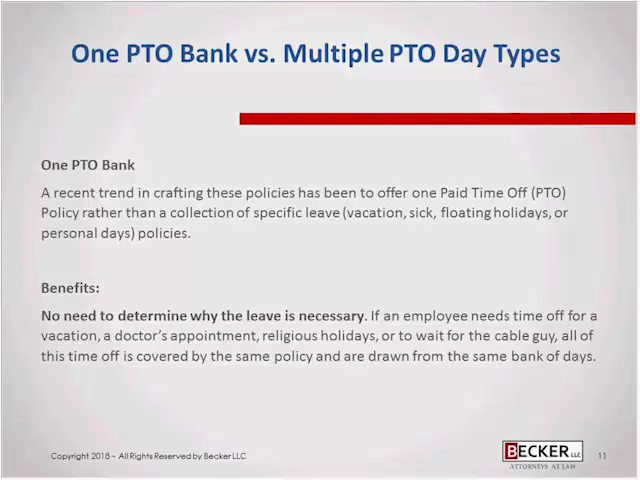 One PTO Bank vs. Multiple PTO Day Types
One PTO Bank
A recent trend in crafting these policies has been to offer one Paid Time Off (PTO)
Policy rather than a collection of specific leave (vacation, sick, floating holidays, or
personal days) policies.
Benefits:
No need to determine why the leave is necessary. If an employee needs time off for a
vacation, a doctor's appointment, religious holidays, or to wait for the cable guy, all of
this time off is covered by the same policy and are drawn from the same bank of days.
Copyright 2018 - All Rights Reserved by Becker LLC
BECKER LLC
ATTORNEYS AT LAW
11